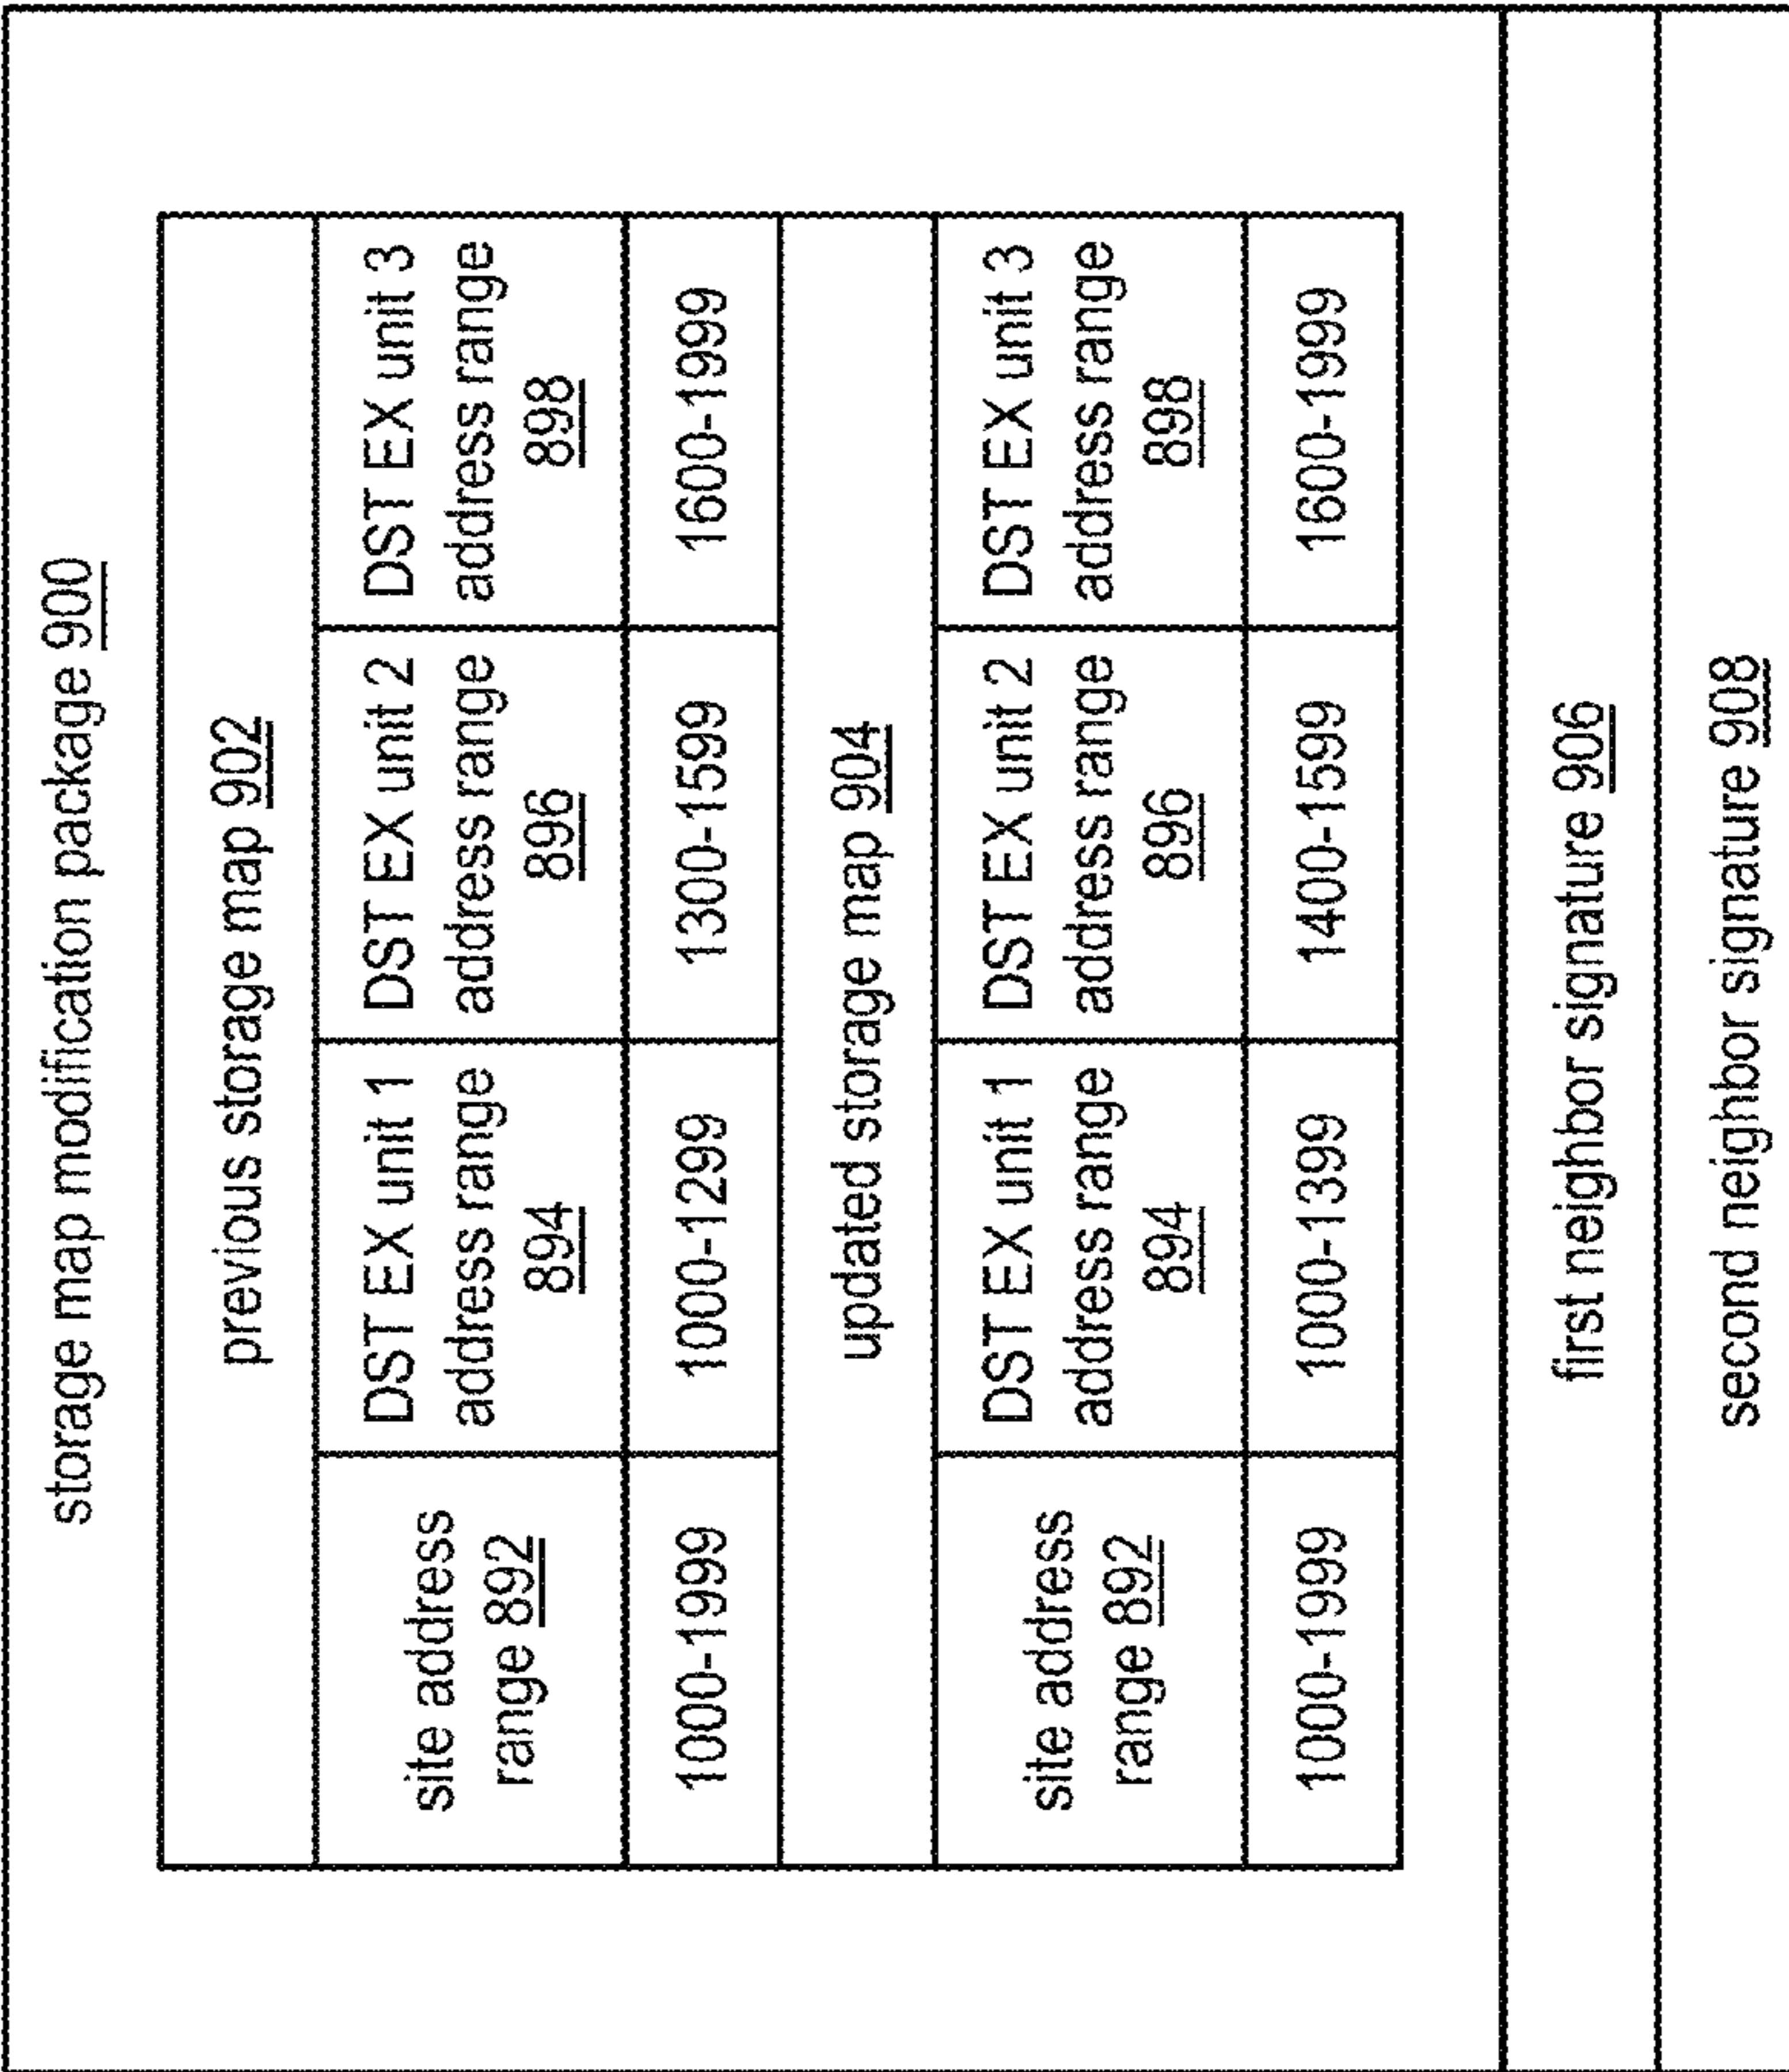 storage map modification package 900
previous storage map 902
site address
range 892
DST EX unit 1
address range
894
DST EX unit 2
address range
896
DST EX unit 3
address range
898
1000-1999
1000-1299
1300-1599
1600-1999
updated storage map 904
site address
range 892
DST EX unit 1
address range
894
DST EX unit 2
address range
896
DST EX unit 3
address range
898
1000-1999
1000-1399
1400-1599
1600-1999
first neighbor signature 906
second neighbor signature 908